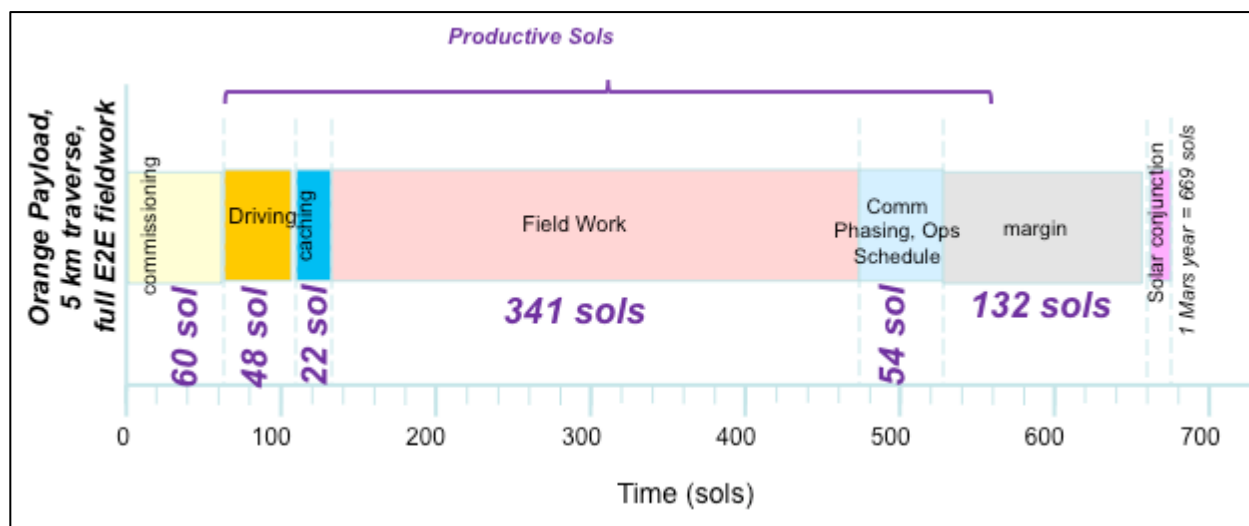 Productive Sols
Orange Payload,
5 km traverse,
full E2E fieldwork
commissioning
Driving
caching
Field Work
Comm
Phasing, Ops
Schedule
margin
Solar conjunction
1 Mars year = 669 sols
60 sol
48 sol
22 sol
341 sols
54 sol
132 sols
0 100 200 300 400 500 600 700
Time (sols)